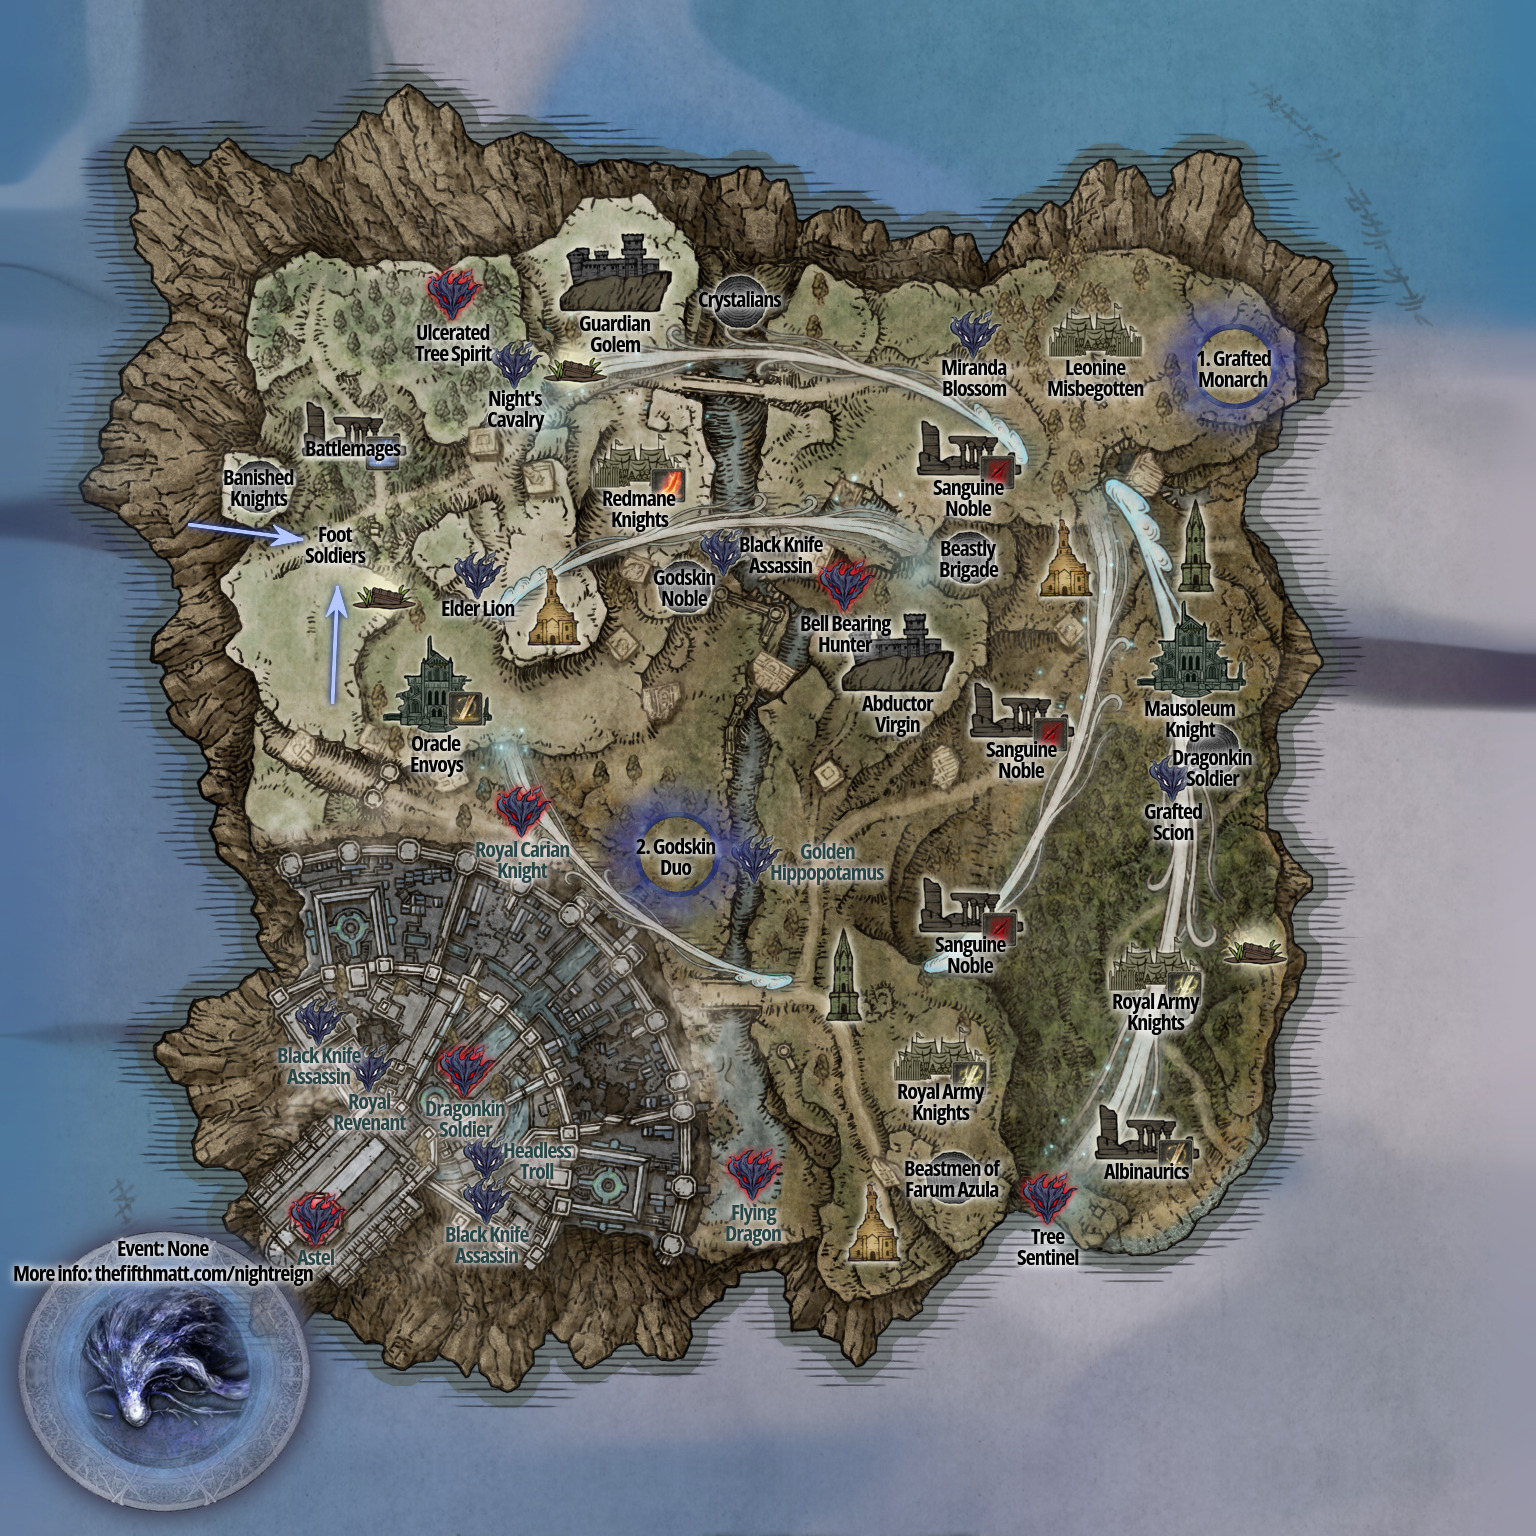 Crystalians
Guardian
Golem
Ulcerated
Tree Spirit
Night's
Cavalry
Miranda
Blossom
Leonine
Misbegotten
1. Grafted
Monarch
Battlemages
Banished
Knights
Redmane
Knights
Sanguine
Noble
Foot
Soldiers
Black Knife
Assassin
Beastly
Brigade
Godskin
Noble
Elder Lion
Bell Bearing
Hunter
Abductor
Virgin
Mausoleum
Knight
Oracle
Envoys
Sanguine
Noble
Dragonkin
Soldier
Grafted
Scion
Royal Carian
Knight
2. Godskin
Duo
Golden
Hippopotamus
Sanguine
Noble
Royal Army
Knights
Black Knife
Assassin
Royal
Revenant
Dragonkin
Soldier
Royal Army
Knights
Headless
Troll
Beastmen of
Farum Azula
Albinaurics
Flying
Dragon
Black Knife
Assassin
Astel
Tree
Sentinel
Event: None
More info: thefifthmatt.com/nightreign